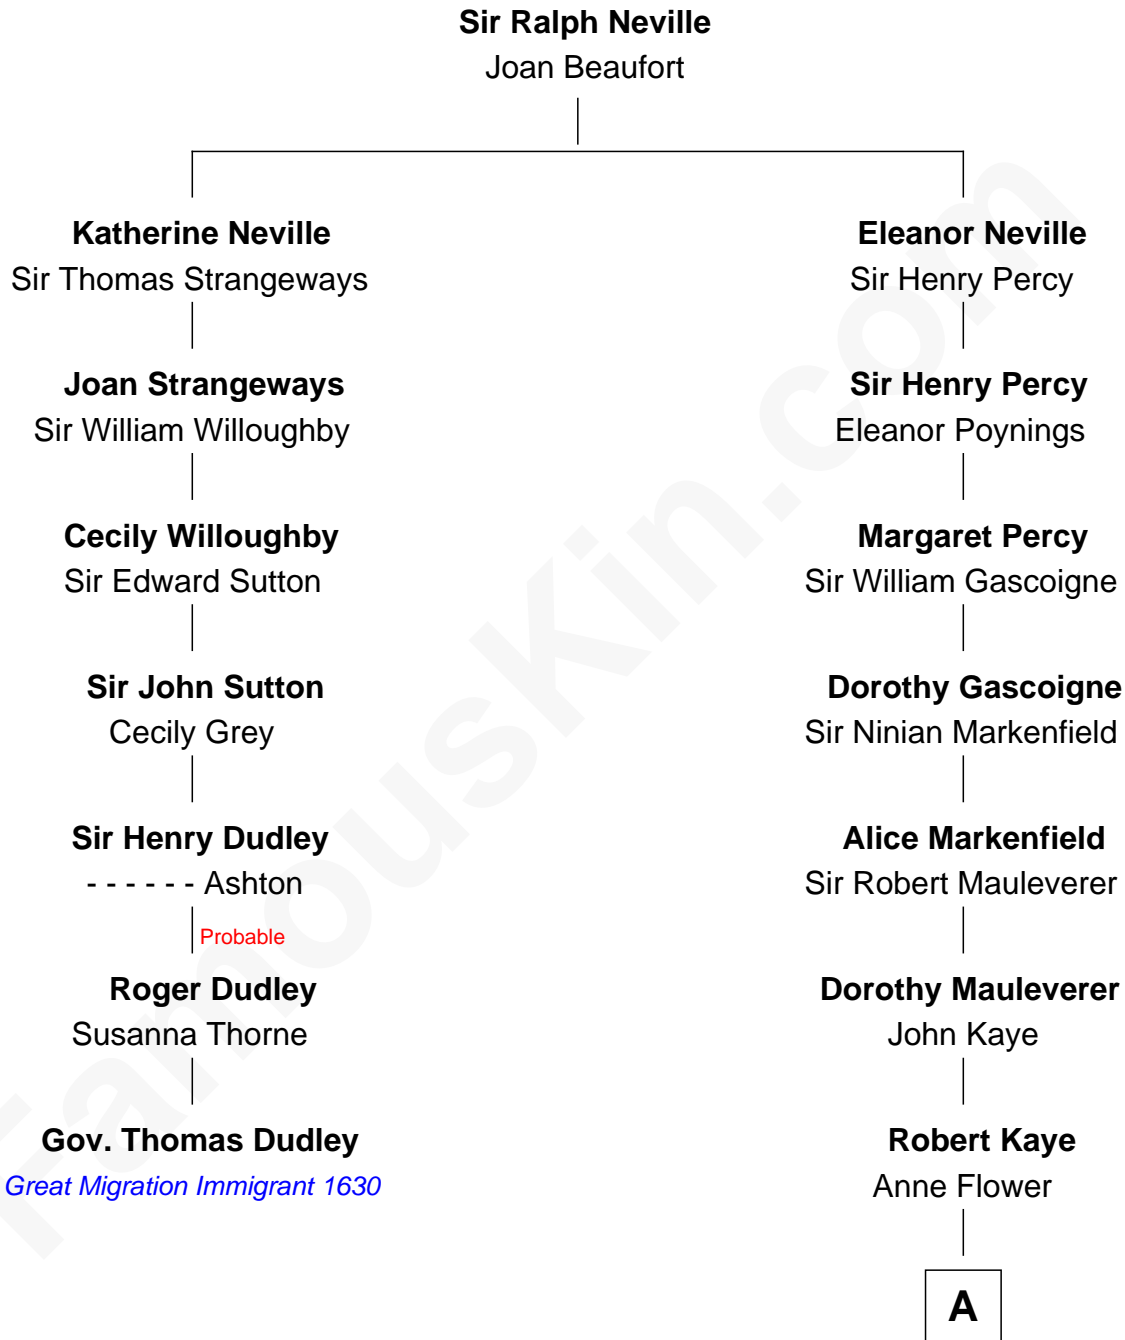 Sir Ralph Neville
Joan Beaufort
Katherine Neville
Sir Thomas Strangeways
Eleanor Neville
Sir Henry Percy
Joan Strangeways
Sir William Willoughby
Sir Henry Percy
Eleanor Poynings
Cecily Willoughby
Sir Edward Sutton
Margaret Percy
Sir William Gascoigne
Sir John Sutton
Cecily Grey
Dorothy Gascoigne
Sir Ninian Markenfield
Sir Henry Dudley
- - - - - - Ashton
Probable
Alice Markenfield
Sir Robert Mauleverer
Roger Dudley
Susanna Thorne
Dorothy Mauleverer
John Kaye
Gov. Thomas Dudley
Great Migration Immigrant 1630
Robert Kaye
Anne Flower
A
FamousKin.com